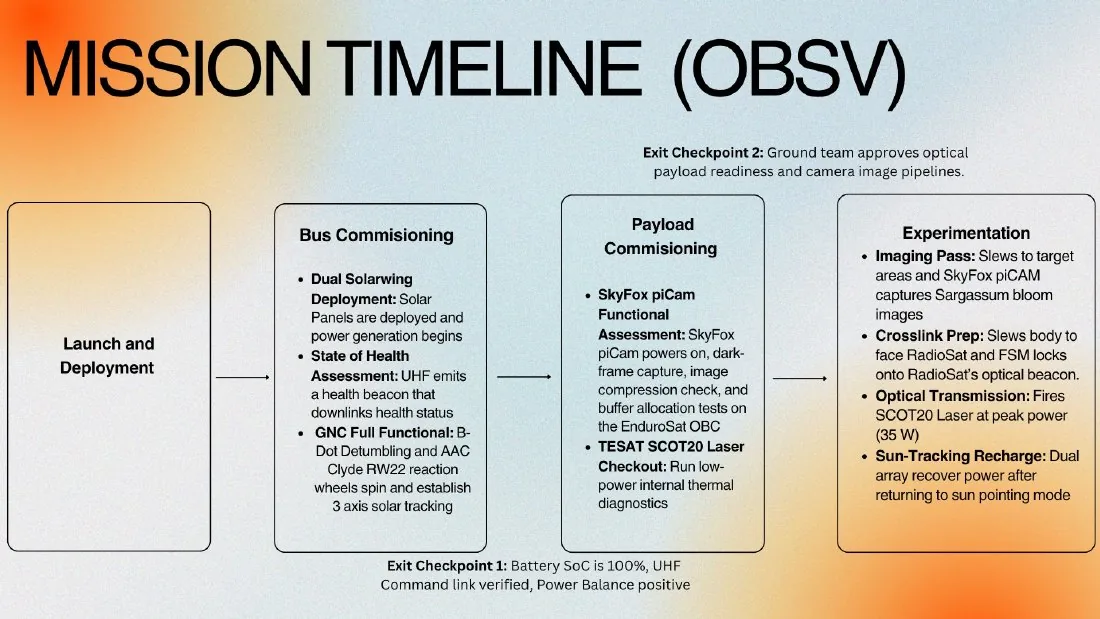 MISSION TIMELINE (OBSV)
Exit Checkpoint 2: Ground team approves optical
payload readiness and camera image pipelines.
Launch and
Deployment
Bus Commisioning
• Dual Solarwing
Deployment: Solar
Panels are deployed and
power generation begins
• State of Health
Assessment: UHF emits
a health beacon that
downlinks health status
• GNC Full Functional: B-
Dot Detumbling and AAC
Clyde RW22 reaction
wheels spin and establish
3 axis solar tracking
Payload
Commisioning
• SkyFox piCam
Functional
Assessment: SkyFox
piCam powers on, dark-
frame capture, image
compression check, and
buffer allocation tests on
the EnduroSat OBC
• TESAT SCOT20 Laser
Checkout: Run low-
power internal thermal
diagnostics
Experimentation
• Imaging Pass: Slews to target
areas and SkyFox piCAM
captures Sargassum bloom
images
• Crosslink Prep: Slews body to
face RadioSat and FSM locks
onto RadioSat's optical beacon.
• Optical Transmission: Fires
SCOT20 Laser at peak power
(35 W)
• Sun-Tracking Recharge: Dual
array recover power after
returning to sun pointing mode
Exit Checkpoint 1: Battery SoC is 100%, UHF
Command link verified, Power Balance positive